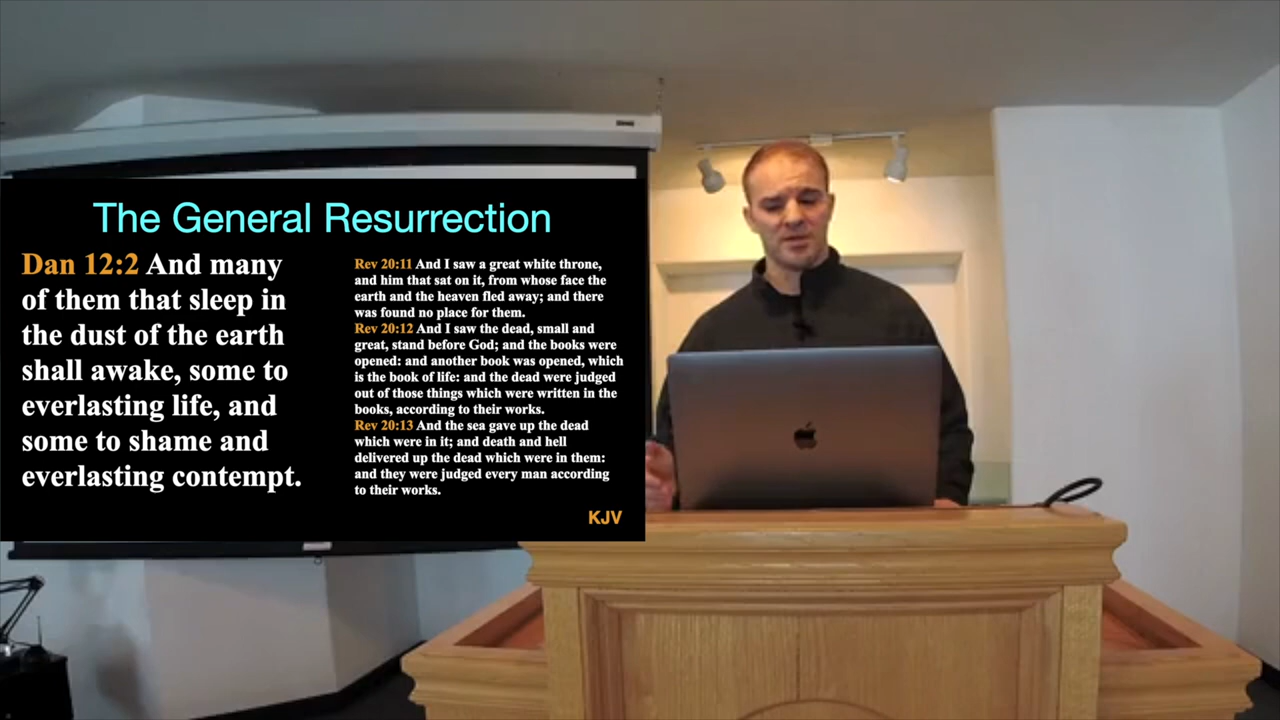 The General Resurrection
Dan 12:2 And many
of them that sleep in
the dust of the earth
shall awake, some to
everlasting life, and
some to shame and
everlasting contempt.
Rev 20:11 And I saw a great white throne,
and him that sat on it, from whose face the
earth and the heaven fled away; and there
was found no place for them.
Rev 20:12 And I saw the dead, small and
great, stand before God; and the books were
opened: and another book was opened, which
is the book of life: and the dead were judged
out of those things which were written in the
books, according to their works.
Rev 20:13 And the sea gave up the dead
which were in it; and death and hell
delivered up the dead which were in them:
and they were judged every man according
to their works.
KJV